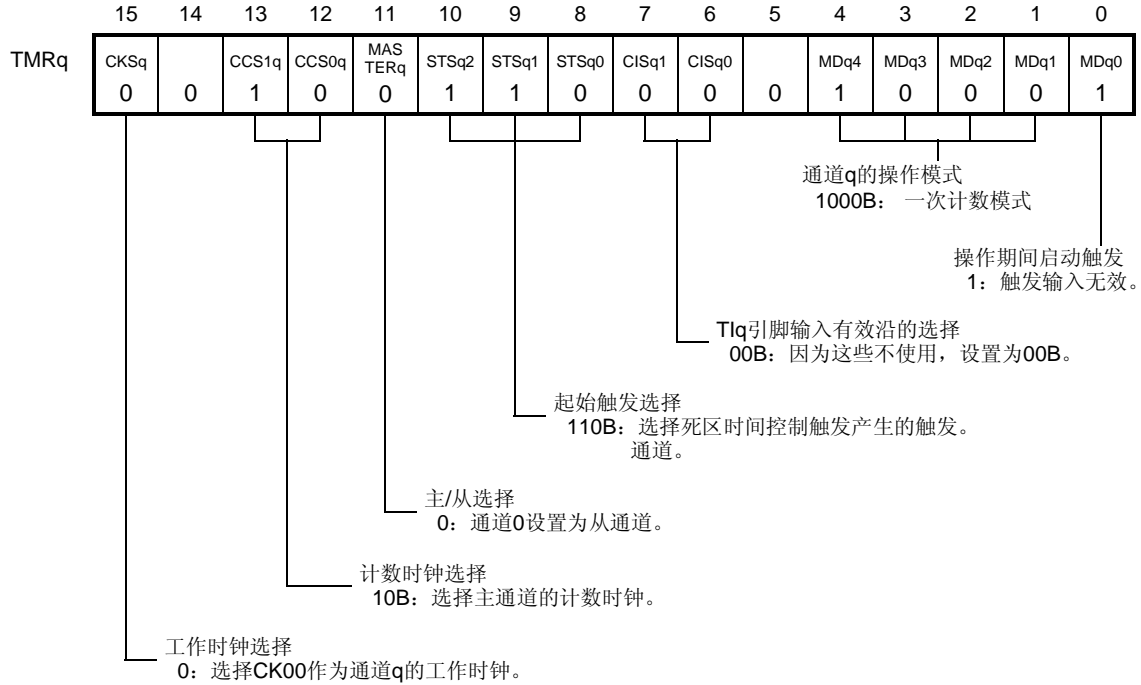 15 14 13 12 11 10 9 8 7 6 5 4 3 2 1 0
TMRq
CKSq CCS1q CCS0q MAS TERq STSq2 STSq1 STSq0 CISq1 CISq0 MDq4 MDq3 MDq2 MDq1 MDq0
0 0 1 0 0 1 1 0 0 0 0 1 0 0 0 1
通道q的操作模式
1000B： 一次计数模式
操作期间启动触发
1：触发输入无效。
TIq引脚输入有效沿的选择
00B：因为这些不使用，设置为00B。
起始触发选择
110B：选择死区时间控制触发产生的触发。
通道。
主/从选择
0：通道0设置为从通道。
计数时钟选择
10B：选择主通道的计数时钟。
工作时钟选择
0：选择CK00作为通道q的工作时钟。